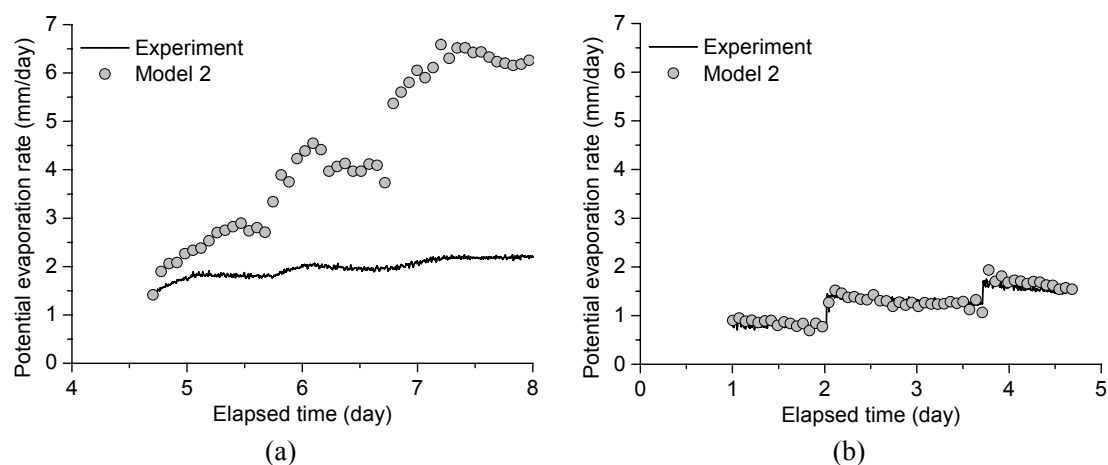 7
6
5
4
3
2
1
0
Potential evaporation rate (mm/day)
Experiment
Model 2
4 5 6 7 8
Elapsed time (day)
(a)
7
6
5
4
3
2
1
0
Potential evaporation rate (mm/day)
Experiment
Model 2
0 1 2 3 4 5
Elapsed time (day)
(b)